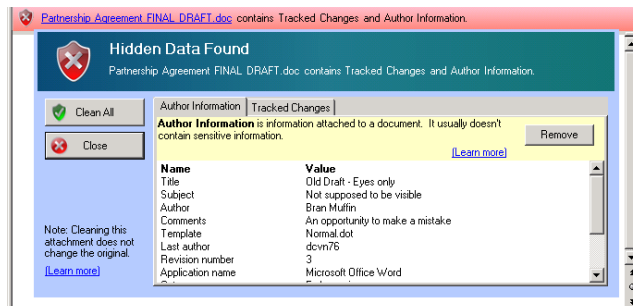 Partnership Agreement FINAL DRAFT.doc contains Tracked Changes and Author Information.
Hidden Data Found
Partnership Agreement FINAL DRAFT.doc contains Tracked Changes and Author Information.
Clean All
Close
Note: Cleaning this
attachment does not
change the original.
[Learn more]
Author Information
Tracked Changes
Author Information is information attached to a document. It usually doesn't
contain sensitive information.
[Learn more]
Remove
Name Value
Title Old Draft - Eyes only
Subject Not supposed to be visible
Author Bran Muffin
Comments An opportunity to make a mistake
Template Normal.dot
Last author dcvn76
Revision number 3
Application name Microsoft Office Word